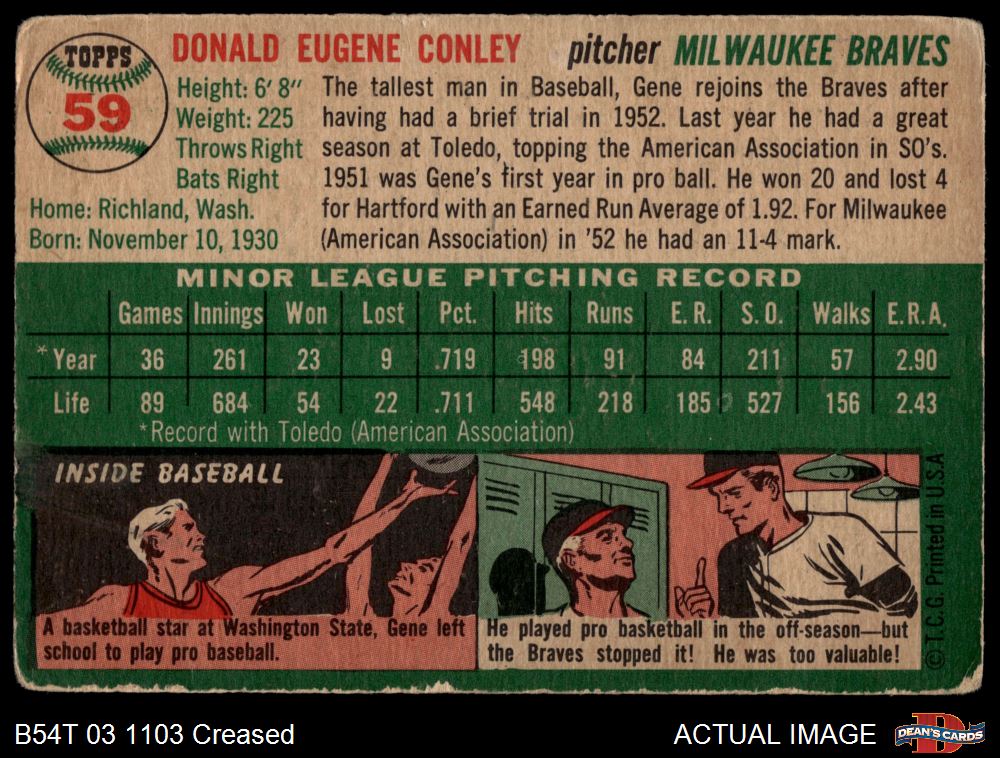 TOPPS
59
DONALD EUGENE CONLEY pitcher MILWAUKEE BRAVES
Height: 6' 8"
Weight: 225
Throws Right
Bats Right
Home: Richland, Wash.
Born: November 10, 1930
The tallest man in Baseball, Gene rejoins the Braves after
having had a brief trial in 1952. Last year he had a great
season at Toledo, topping the American Association in SO's.
1951 was Gene's first year in pro ball. He won 20 and lost 4
for Hartford with an Earned Run Average of 1.92. For Milwaukee
(American Association) in '52 he had an 11-4 mark.
MINOR LEAGUE PITCHING RECORD
Games Innings Won Lost Pct. Hits Runs E. R. S. O. Walks E.R.A.
* Year 36 261 23 9 .719 198 91 84 211 57 2.90
Life 89 684 54 22 .711 548 218 185 527 156 2.43
*Record with Toledo (American Association)
INSIDE BASEBALL
A basketball star at Washington State, Gene left
school to play pro baseball.
He played pro basketball in the off-season—but
the Braves stopped it! He was too valuable!
© T.C.G. Printed in U.S.A
B54T 03 1103 Creased
ACTUAL IMAGE
D
DEAN'S CARDS